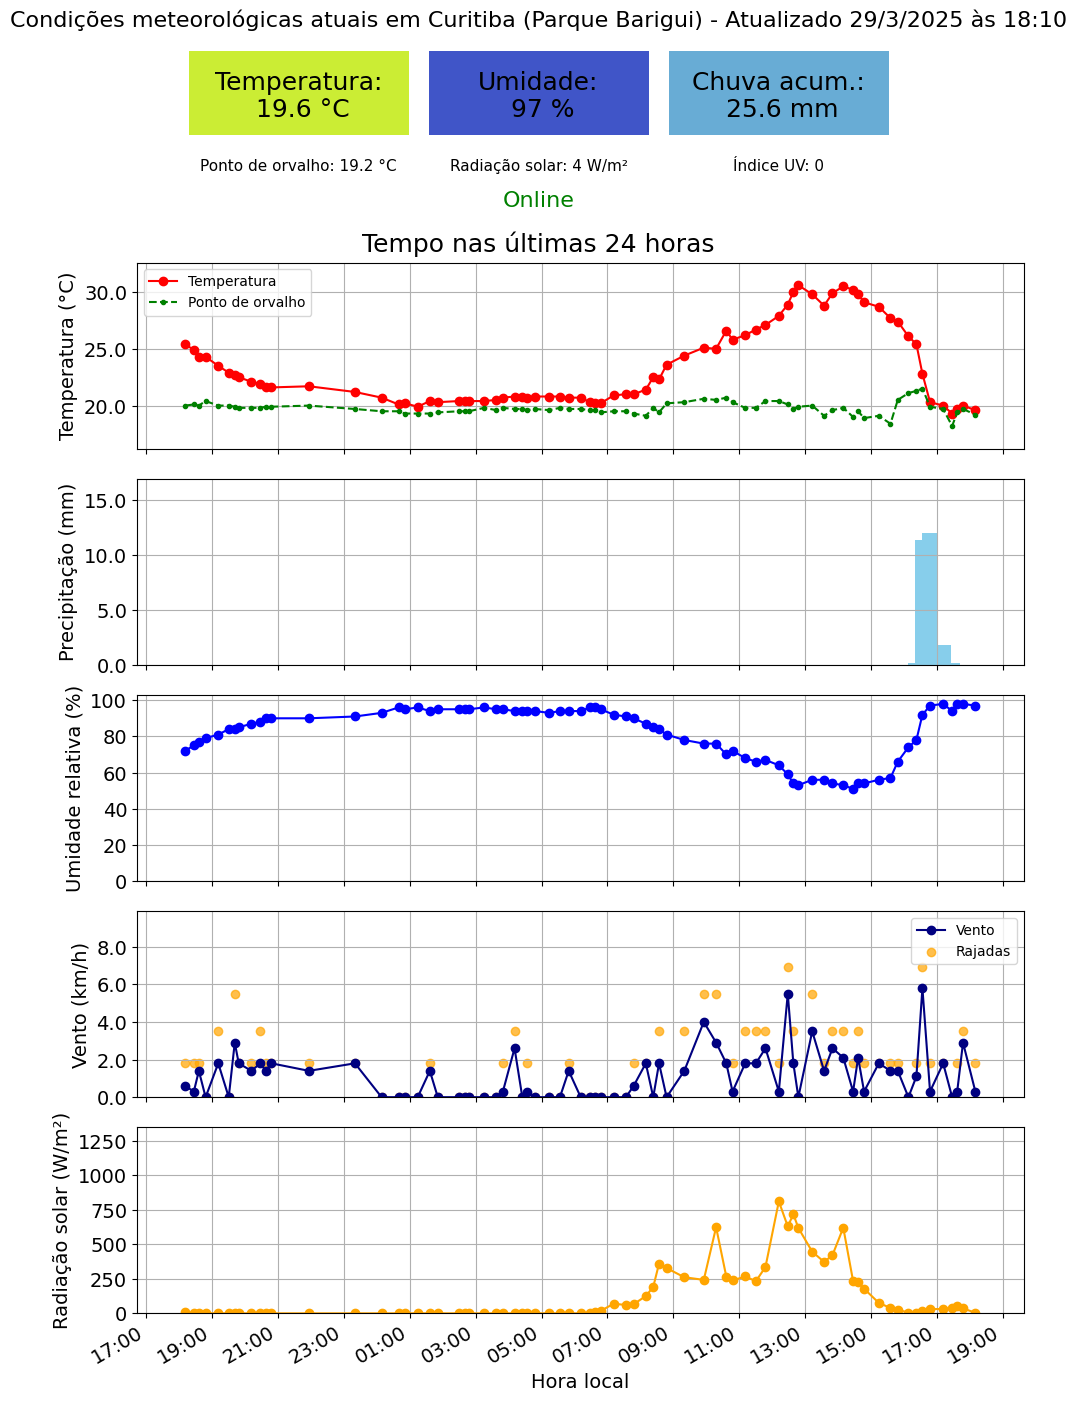 Condições meteorológicas atuais em Curitiba (Parque Barigui) - Atualizado 29/3/2025 às 18:10
Temperatura:
19.6 °C
Umidade:
97 %
Chuva acum.:
25.6 mm
Ponto de orvalho: 19.2 °C
Radiação solar: 4 W/m²
Índice UV: 0
Online
Tempo nas últimas 24 horas
Temperatura (°C)
30.0
25.0
20.0
Temperatura
Ponto de orvalho
Precipitação (mm)
15.0
10.0
5.0
0.0
Umidade relativa (%)
100
80
60
40
20
0
Vento (km/h)
8.0
6.0
4.0
2.0
0.0
Vento
Rajadas
Radiação solar (W/m²)
1250
1000
750
500
250
0
17:00
19:00
21:00
23:00
01:00
03:00
05:00
07:00
09:00
11:00
13:00
15:00
17:00
19:00
Hora local